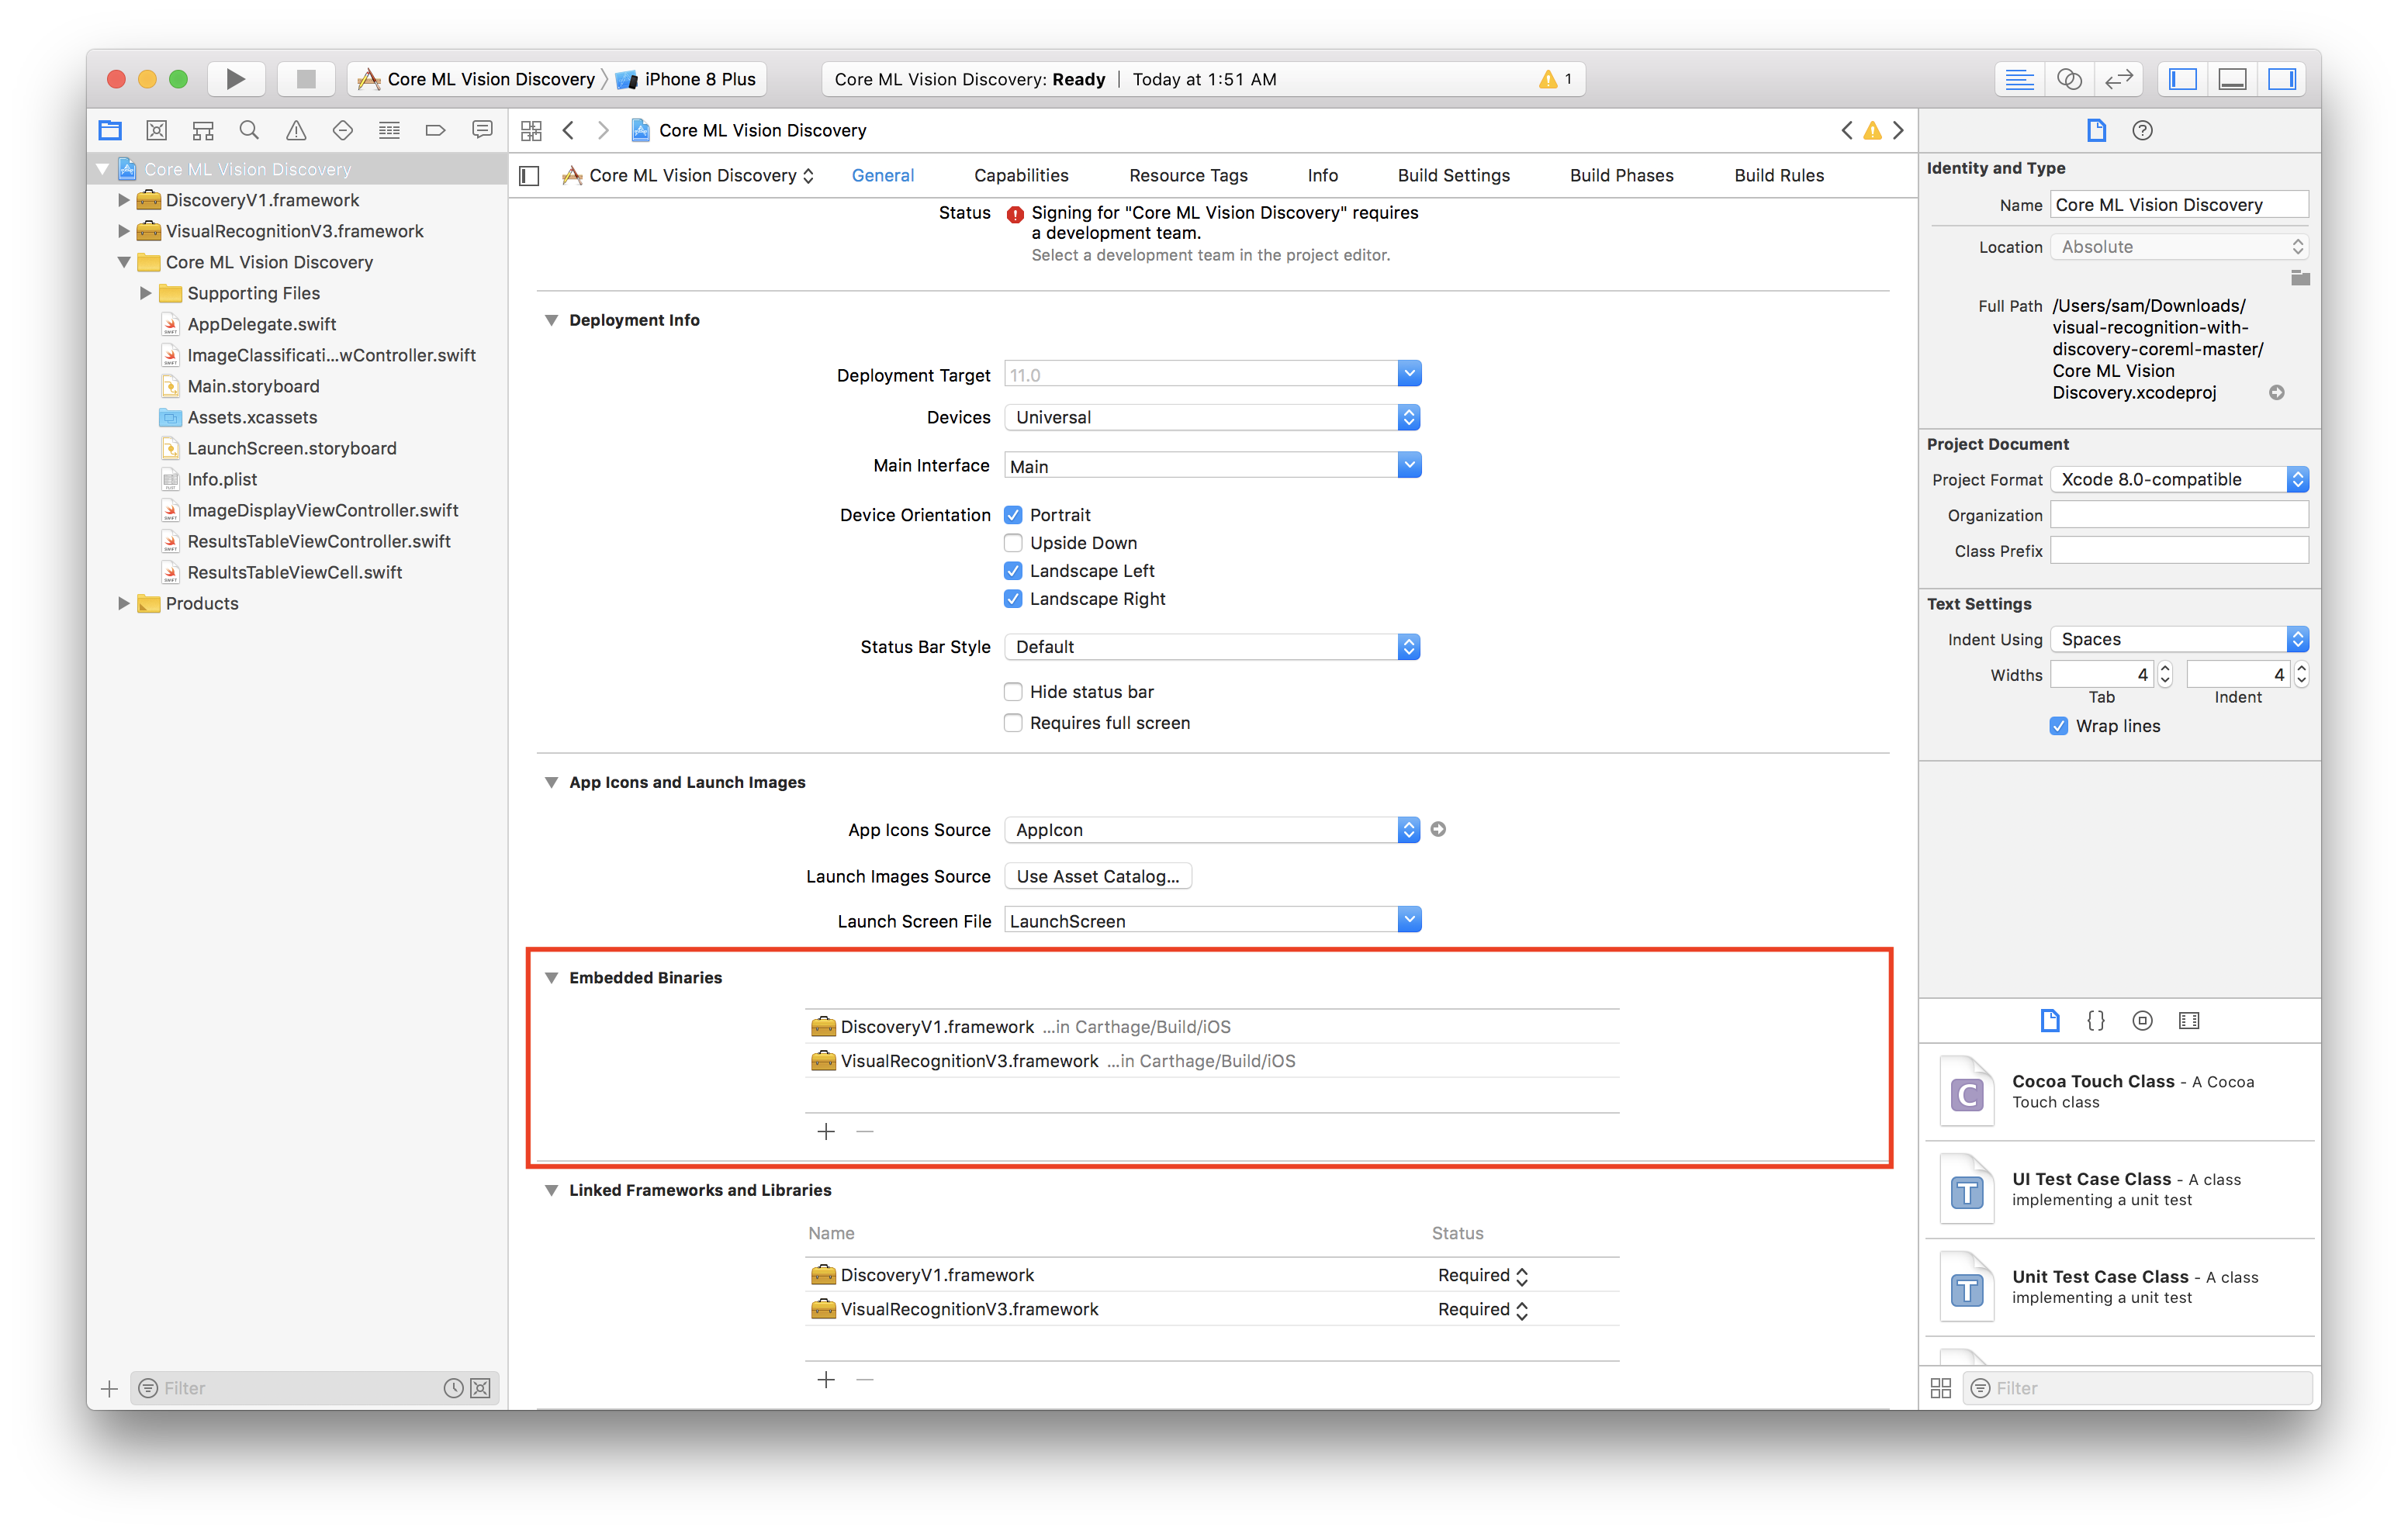 Core ML Vision Discovery
iPhone 8 Plus
Core ML Vision Discovery: Ready | Today at 1:51 AM
1
Core ML Vision Discovery
DiscoveryV1.framework
VisualRecognitionV3.framework
Core ML Vision Discovery
Supporting Files
AppDelegate.swift
ImageClassificati...wController.swift
Main.storyboard
Assets.xcassets
LaunchScreen.storyboard
Info.plist
ImageDisplayViewController.swift
ResultsTableViewController.swift
ResultsTableViewCell.swift
Products
Filter
Core ML Vision Discovery
Core ML Vision Discovery
General
Capabilities
Resource Tags
Info
Build Settings
Build Phases
Build Rules
Status
Signing for "Core ML Vision Discovery" requires
a development team.
Select a development team in the project editor.
Deployment Info
Deployment Target 11.0
Devices Universal
Main Interface Main
Device Orientation Portrait
Upside Down
Landscape Left
Landscape Right
Status Bar Style Default
Hide status bar
Requires full screen
App Icons and Launch Images
App Icons Source AppIcon
Launch Images Source Use Asset Catalog...
Launch Screen File LaunchScreen
Embedded Binaries
DiscoveryV1.framework ...in Carthage/Build/iOS
VisualRecognitionV3.framework ...in Carthage/Build/iOS
Linked Frameworks and Libraries
Name Status
DiscoveryV1.framework Required
VisualRecognitionV3.framework Required
Identity and Type
Name Core ML Vision Discovery
Location Absolute
Full Path /Users/sam/Downloads/
visual-recognition-with-
discovery-coreml-master/
Core ML Vision
Discovery.xcodeproj
Project Document
Project Format Xcode 8.0-compatible
Organization
Class Prefix
Text Settings
Indent Using Spaces
Widths 4 4
Tab Indent
Wrap lines
Cocoa Touch Class - A Cocoa
Touch class
UI Test Case Class - A class
implementing a unit test
Unit Test Case Class - A class
implementing a unit test
Filter